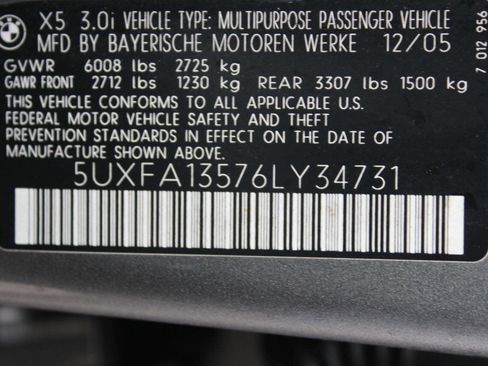 X5 3.0i VEHICLE TYPE: MULTIPURPOSE PASSENGER VEHICLE
MFD BY BAYERISCHE MOTOREN WERKE 12/05
GVWR 6008 lbs 2725 kg
GAWR FRONT 2712 lbs 1230 kg REAR 3307 lbs 1500 kg
THIS VEHICLE CONFORMS TO ALL APPLICABLE U.S.
FEDERAL MOTOR VEHICLE SAFETY AND THEFT
PREVENTION STANDARDS IN EFFECT ON THE DATE OF
MANUFACTURE SHOWN ABOVE.
5UXFA13576LY34731
7 012 956